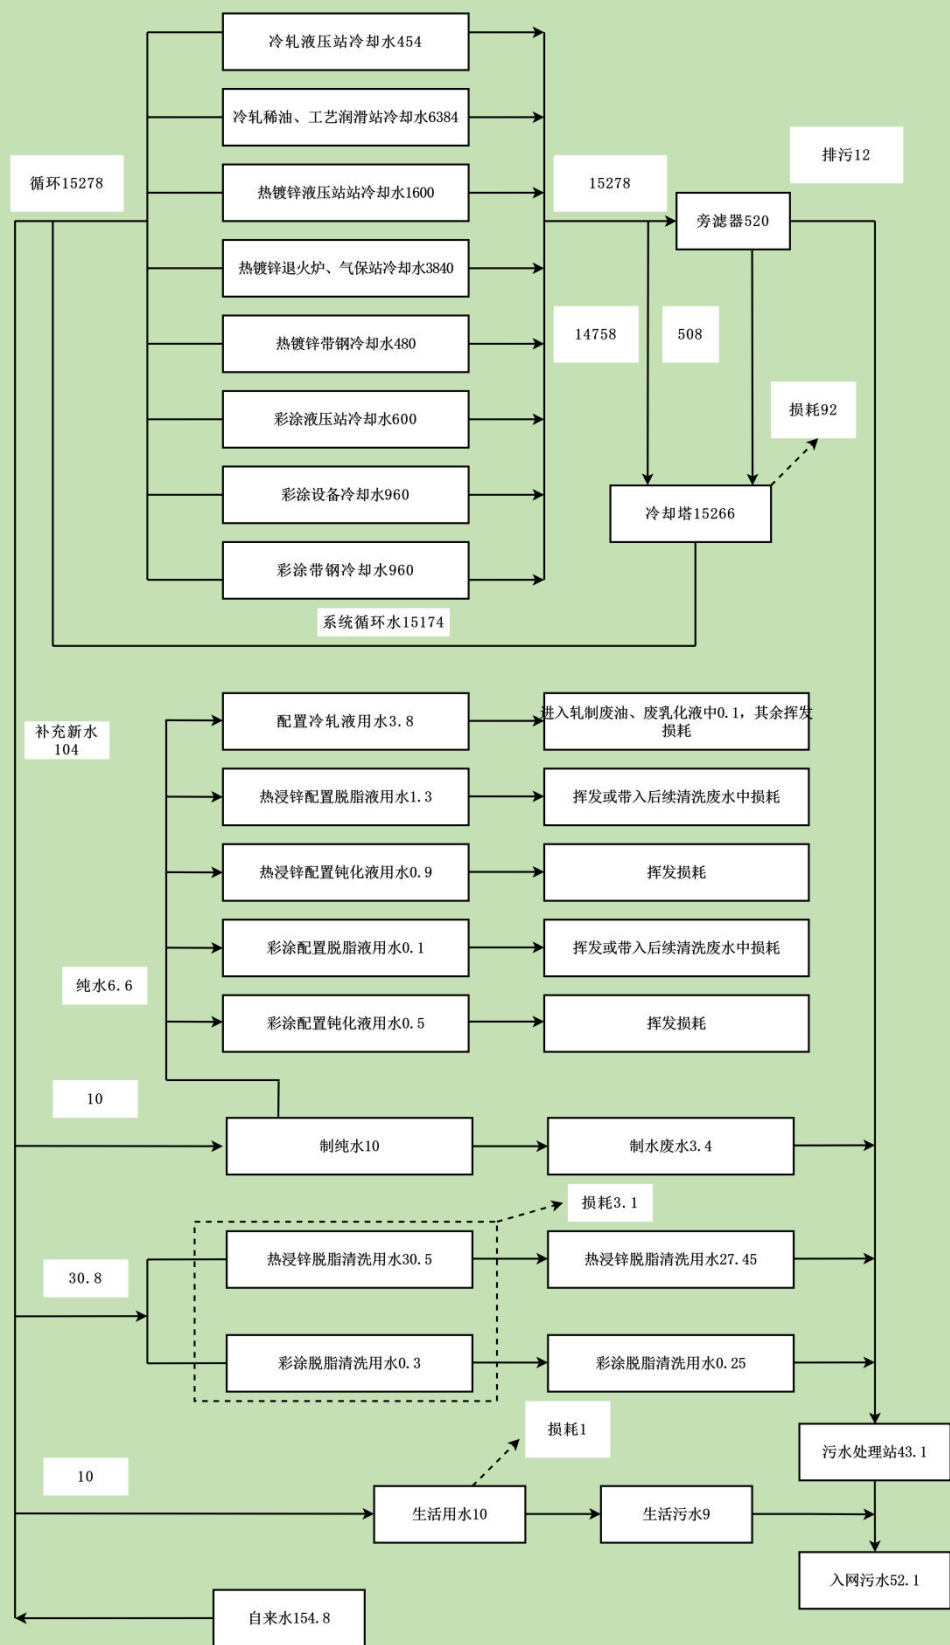 冷轧液压站冷却水454
冷轧稀油、工艺润滑站冷却水6384
排污12
循环15278
热镀锌液压站站冷却水1600
15278
旁滤器520
热镀锌退火炉、气保站冷却水3840
热镀锌带钢冷却水480
14758
508
彩涂液压站冷却水600
损耗92
彩涂设备冷却水960
冷却塔15266
彩涂带钢冷却水960
系统循环水15174
配置冷轧液用水3.8
进入轧制废油、废乳化液中0.1，其余挥发
损耗
补充新水
104
热浸锌配置脱脂液用水1.3
挥发或带入后续清洗废水中损耗
热浸锌配置钝化液用水0.9
挥发损耗
彩涂配置脱脂液用水0.1
挥发或带入后续清洗废水中损耗
纯水6.6
彩涂配置钝化液用水0.5
挥发损耗
10
制纯水10
制水废水3.4
损耗3.1
30.8
热浸锌脱脂清洗用水30.5
热浸锌脱脂清洗用水27.45
彩涂脱脂清洗用水0.3
彩涂脱脂清洗用水0.25
损耗1
污水处理站43.1
10
生活用水10
生活污水9
入网污水52.1
自来水154.8